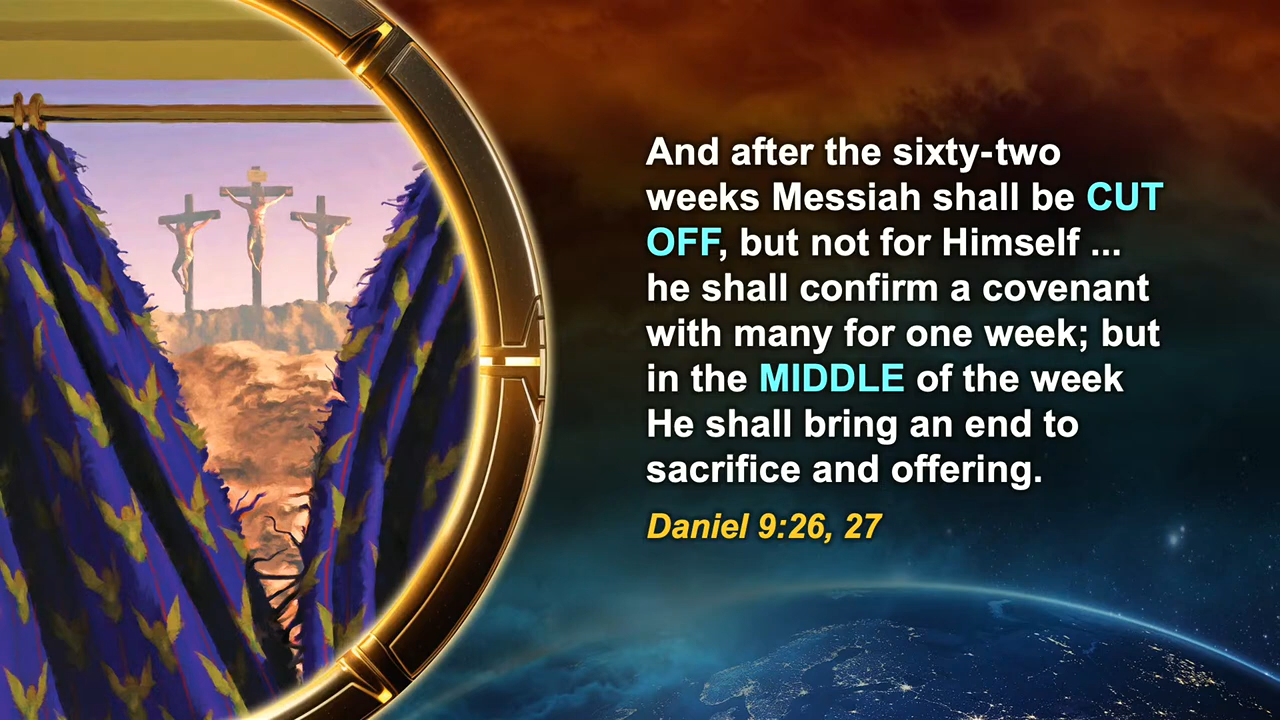 And after the sixty-two
weeks Messiah shall be CUT
OFF, but not for Himself ...
he shall confirm a covenant
with many for one week; but
in the MIDDLE of the week
He shall bring an end to
sacrifice and offering.
Daniel 9:26, 27